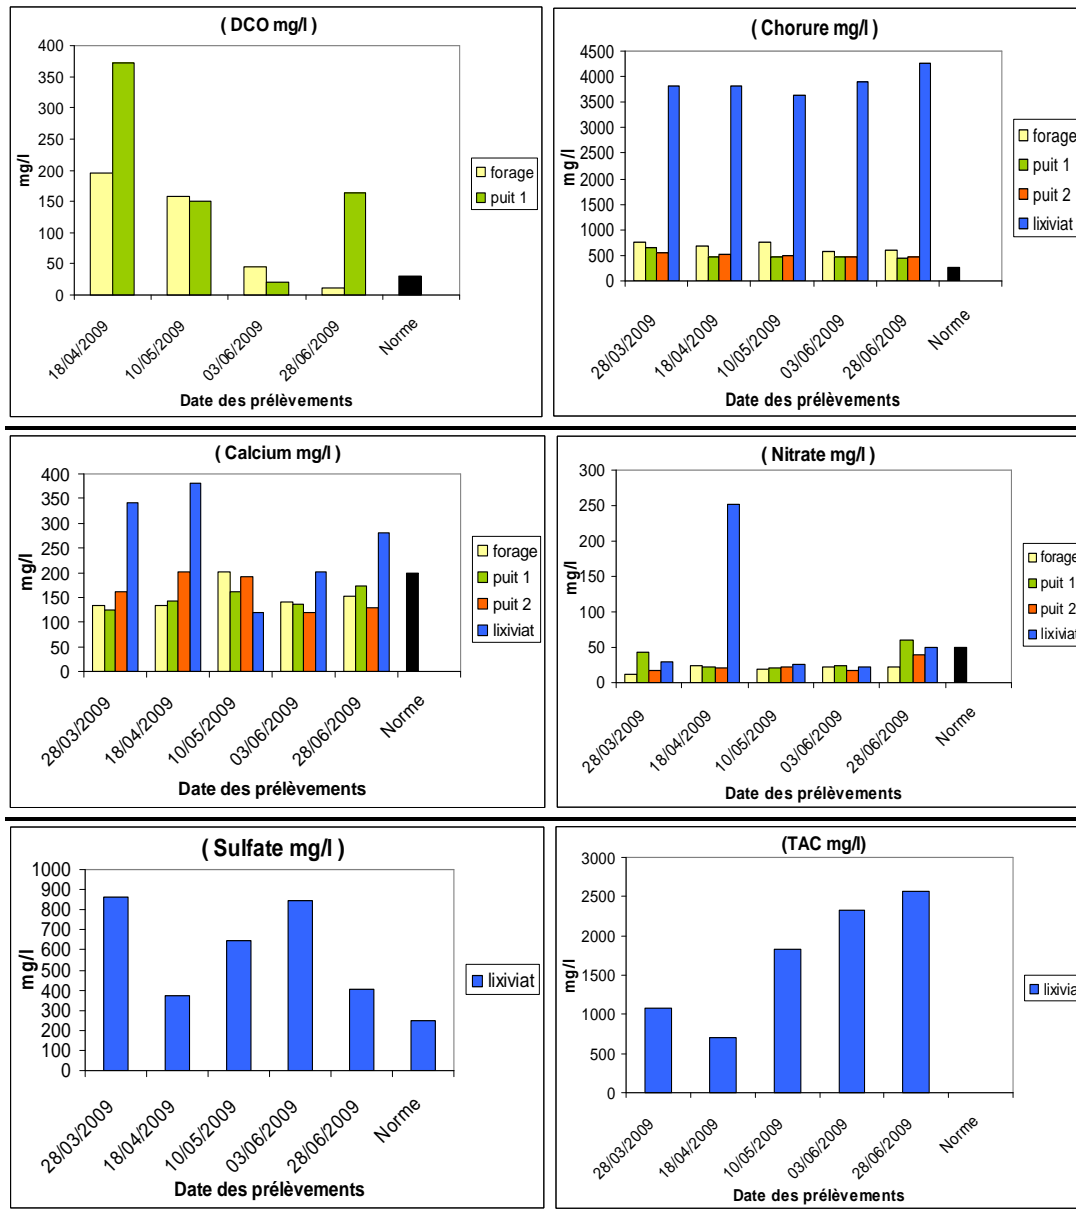 ( DCO mg/l )
400
350
300
250
200
150
100
50
0
mg/l
18/04/2009
10/05/2009
03/06/2009
28/06/2009
Norme
Date des prélèvements
forage
puit 1
( Chorure mg/l )
4500
4000
3500
3000
2500
2000
1500
1000
500
0
mg/l
28/03/2009
18/04/2009
10/05/2009
03/06/2009
28/06/2009
Norme
Date des prélèvements
forage
puit 1
puit 2
lixiviat
( Calcium mg/l )
400
350
300
250
200
150
100
50
0
mg/l
28/03/2009
18/04/2009
10/05/2009
03/06/2009
28/06/2009
Norme
Date des prélèvements
forage
puit 1
puit 2
lixiviat
( Nitrate mg/l )
300
250
200
150
100
50
0
mg/l
28/03/2009
18/04/2009
10/05/2009
03/06/2009
28/06/2009
Norme
Date des prélèvements
forage
puit 1
puit 2
lixiviat
( Sulfate mg/l )
1000
900
800
700
600
500
400
300
200
100
0
mg/l
28/03/2009
18/04/2009
10/05/2009
03/06/2009
28/06/2009
Norme
Date des prélèvements
lixiviat
(TAC mg/l)
3000
2500
2000
1500
1000
500
0
mg/l
28/03/2009
18/04/2009
10/05/2009
03/06/2009
28/06/2009
Norme
Date des prélèvements
lixivia